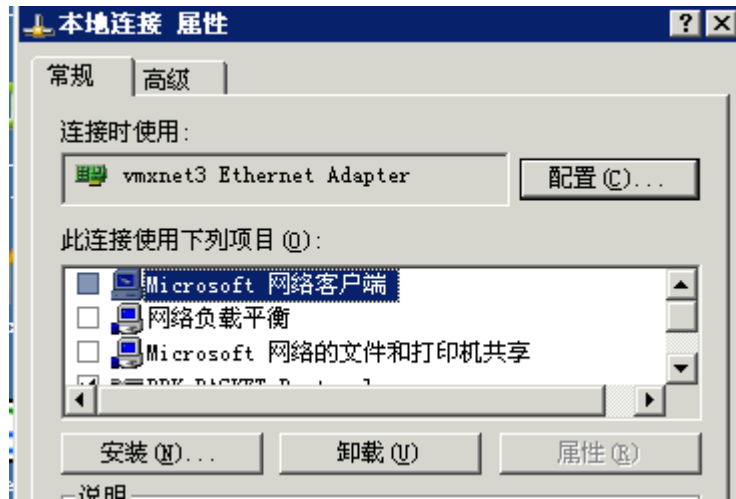 本地连接 属性
常规
高级
连接时使用:
vmxnet3 Ethernet Adapter
配置(C)...
此连接使用下列项目(O):
Microsoft 网络客户端
网络负载平衡
Microsoft 网络的文件和打印机共享
安装(N)...
卸载(U)
属性(R)
说明